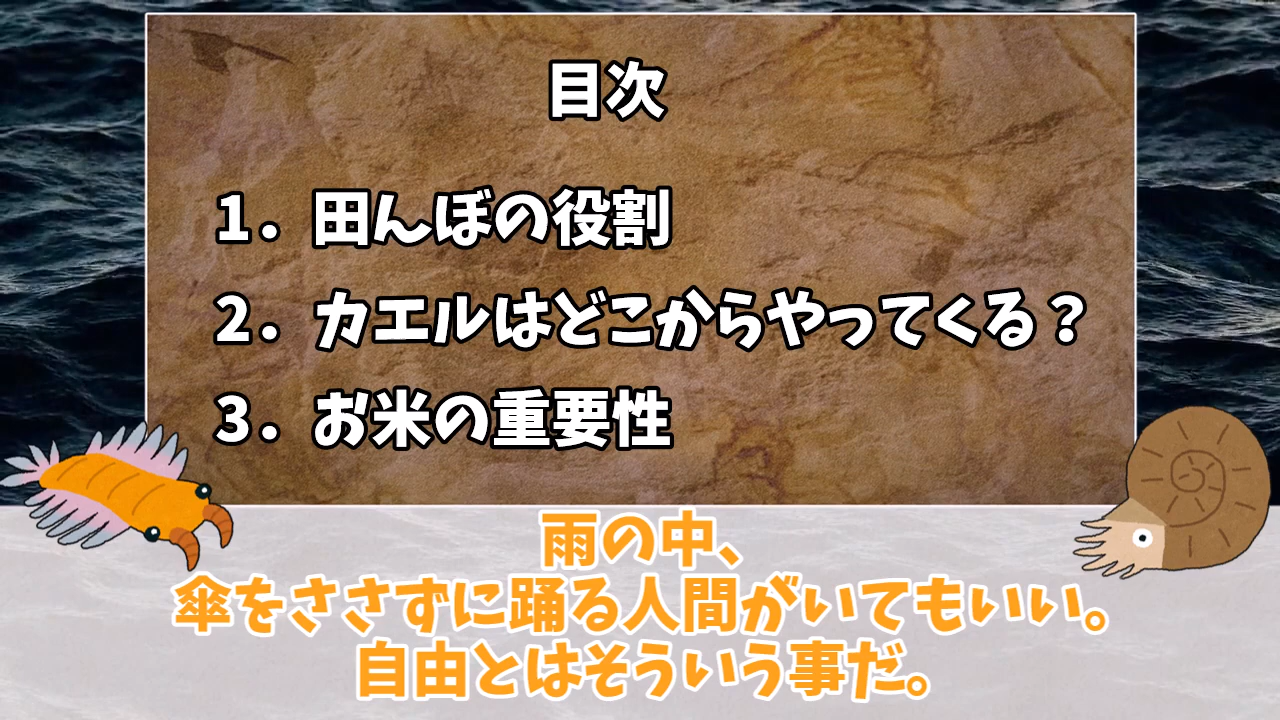 目次
1．田んぼの役割
2．カエルはどこからやってくる？
3．お米の重要性
雨の中、
傘をささずに踊る人間がいてもいい。
自由とはそういう事だ。